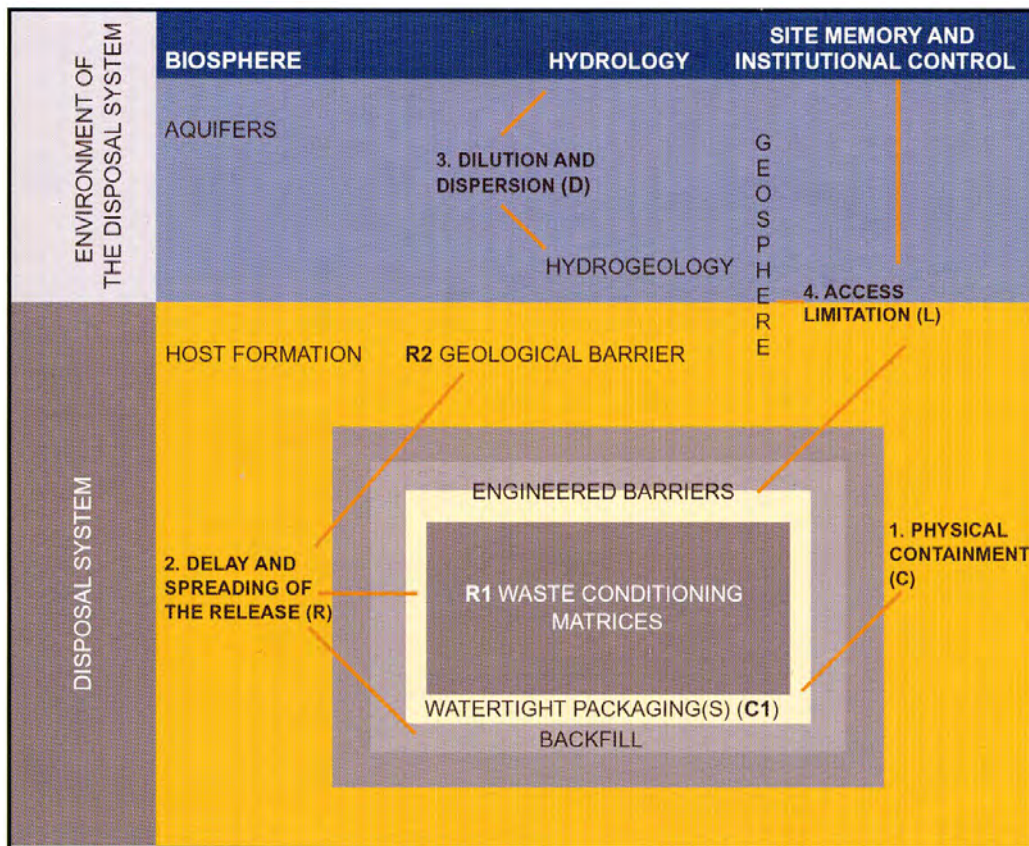 ENVIRONMENT OF
THE DISPOSAL SYSTEM
BIOSPHERE
HYDROLOGY
SITE MEMORY AND
INSTITUTIONAL CONTROL
AQUIFERS
3. DILUTION AND
DISPERSION (D)
HYDROGEOLOGY
GEOSPHERE
4. ACCESS
LIMITATION (L)
DISPOSAL SYSTEM
HOST FORMATION
R2 GEOLOGICAL BARRIER
ENGINEERED BARRIERS
1. PHYSICAL
CONTAINMENT
(C)
2. DELAY AND
SPREADING OF
THE RELEASE (R)
R1 WASTE CONDITIONING
MATRICES
WATERTIGHT PACKAGING(S) (C1)
BACKFILL